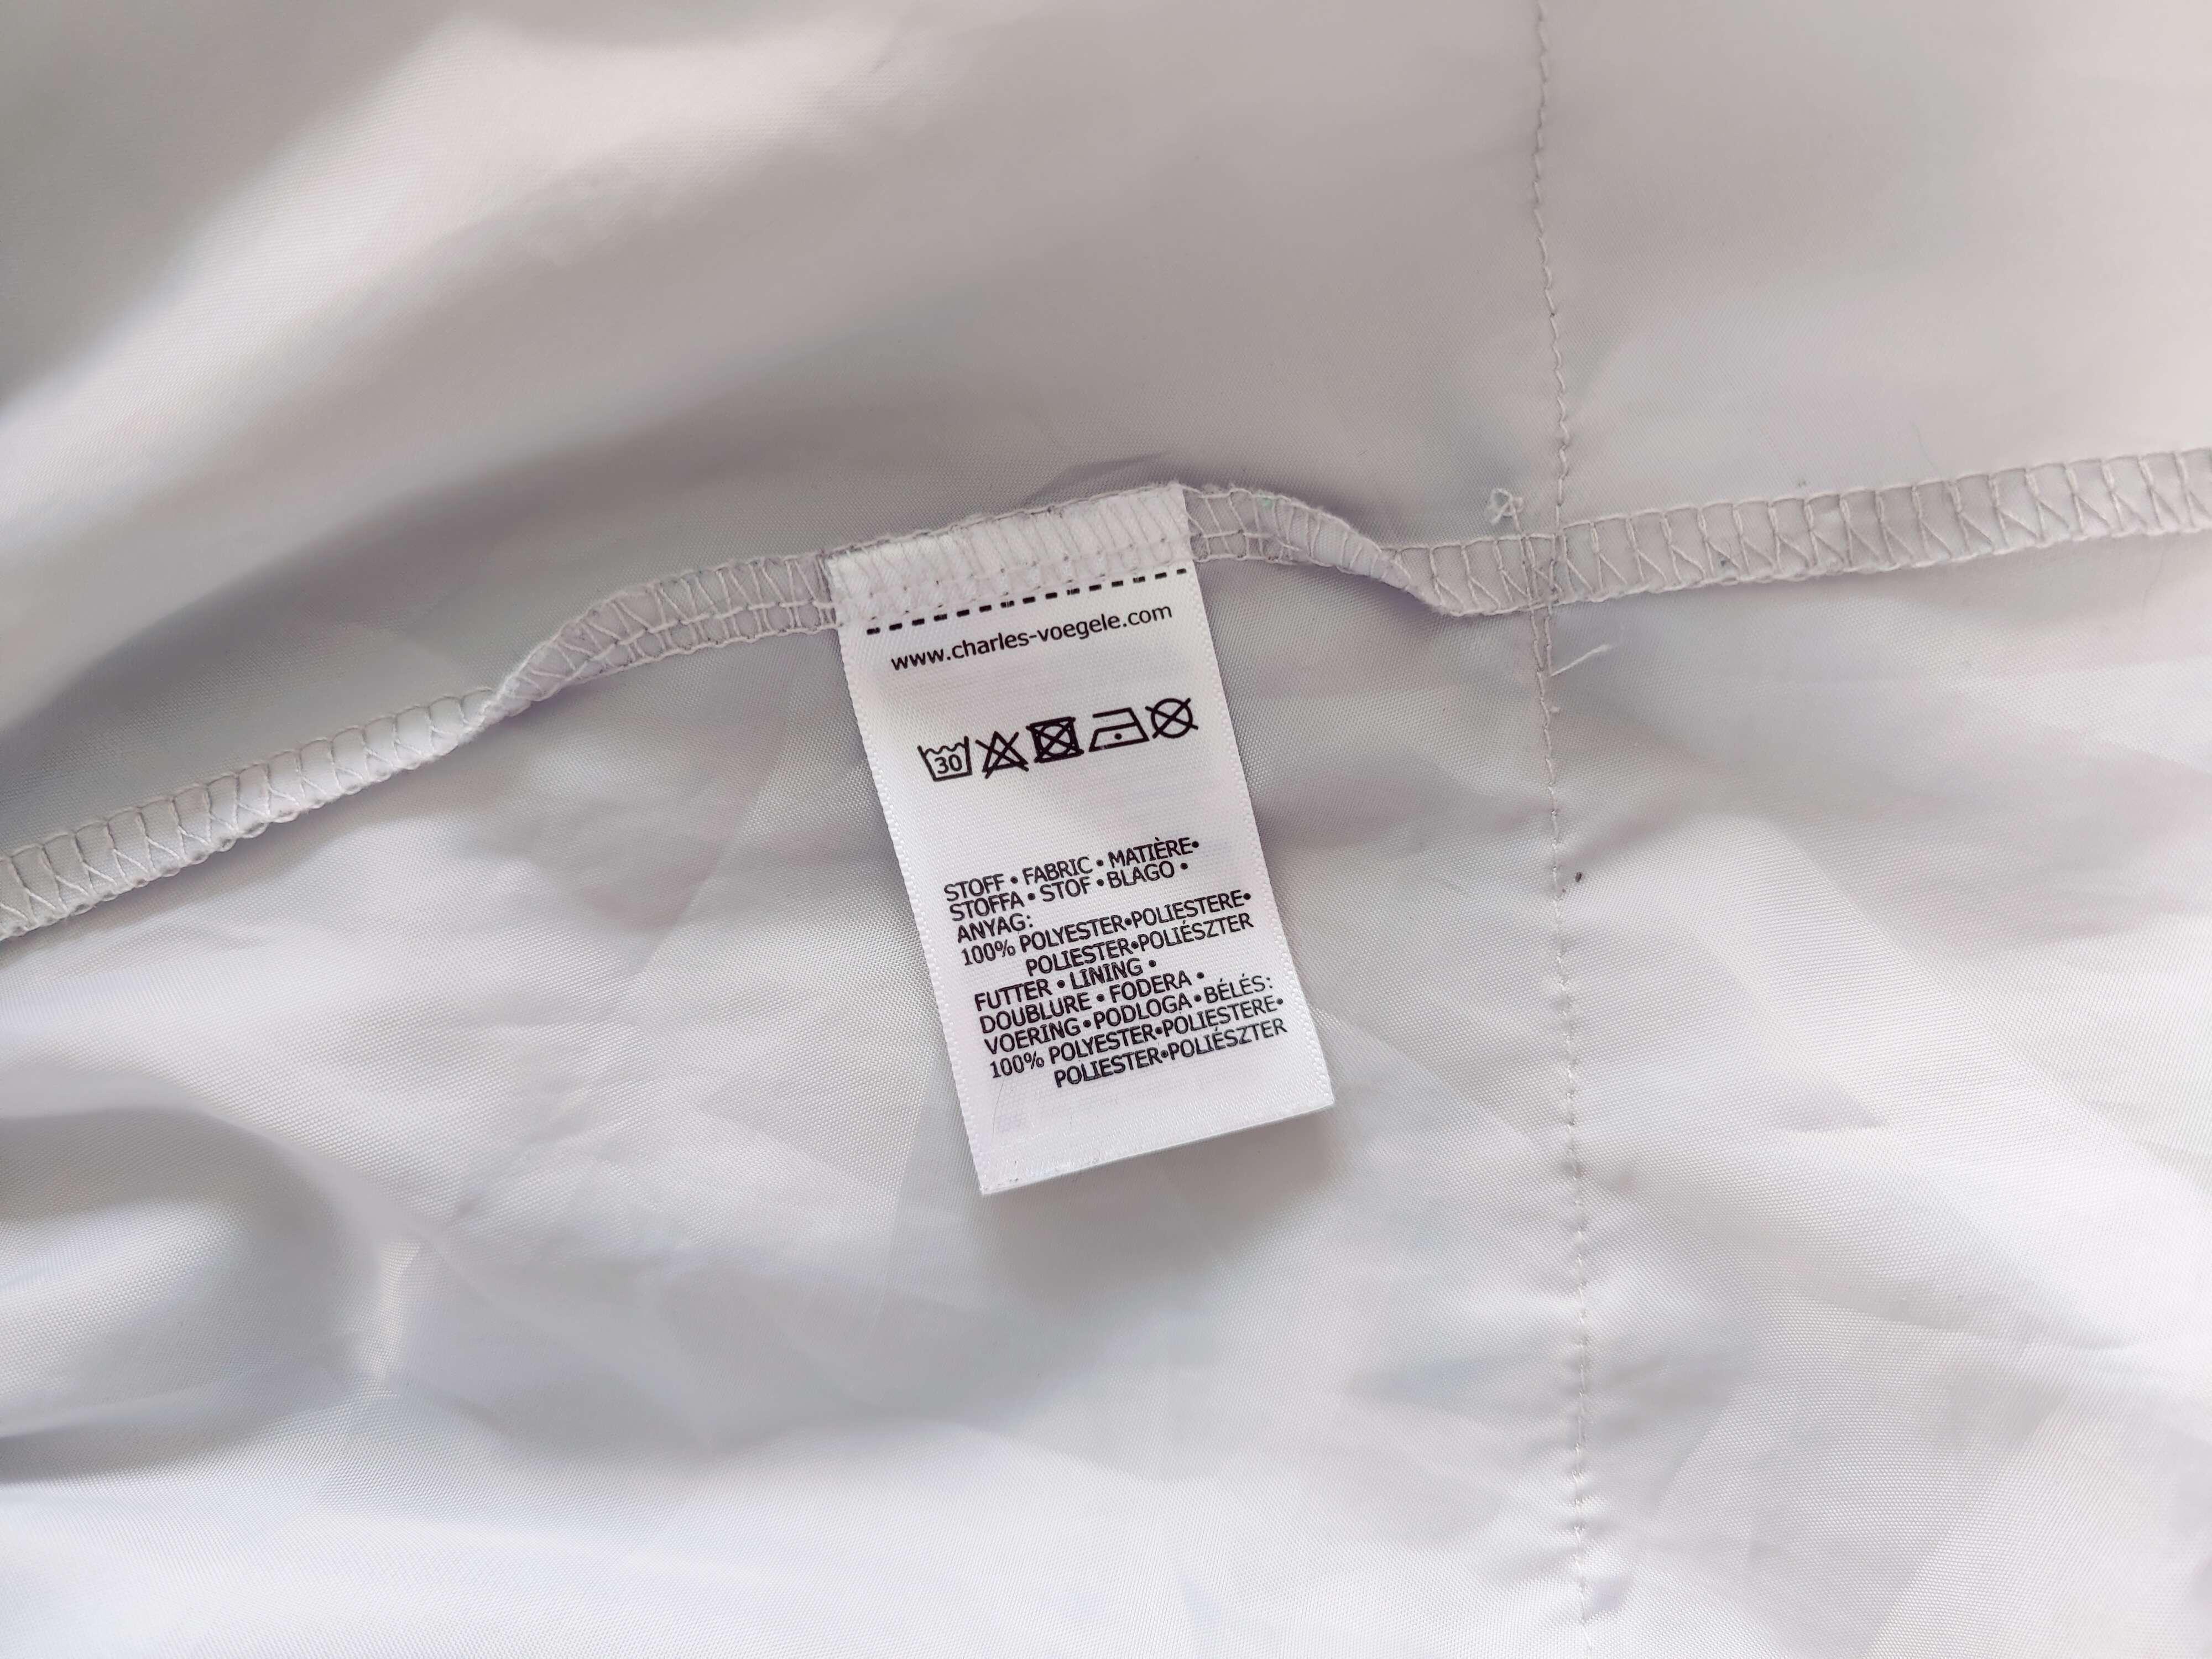 www.charles-voegele.com
30
STOFF • FABRIC • MATIÈRE•
STOFFA • STOF • BLAGO •
ANYAG:
100% POLYESTER•POLIESTERE•
POLIESTER•POLIÉSZTER
FUTTER • LINING •
DOUBLURE • FODERA •
VOERING•PODLOGA•BÉLÉS:
100% POLYESTER•POLIESTERE•
POLIESTER•POLIÉSZTER